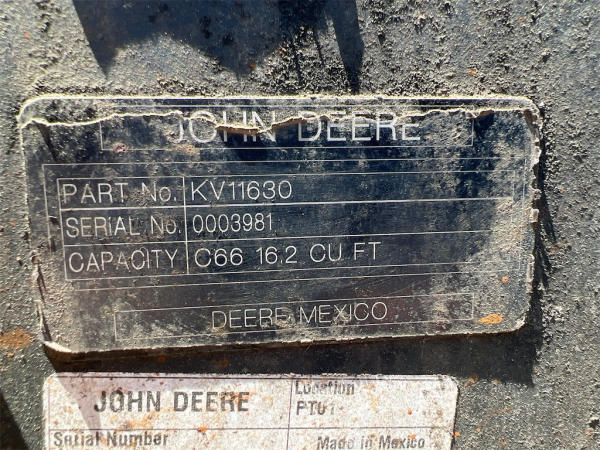 JOHN DEERE
PART No. KV11630
SERIAL No. 0003981
CAPACITY C66 16.2 CU FT
DEERE MEXICO
JOHN DEERE Location
PT01
Serial Number Made in Mexico